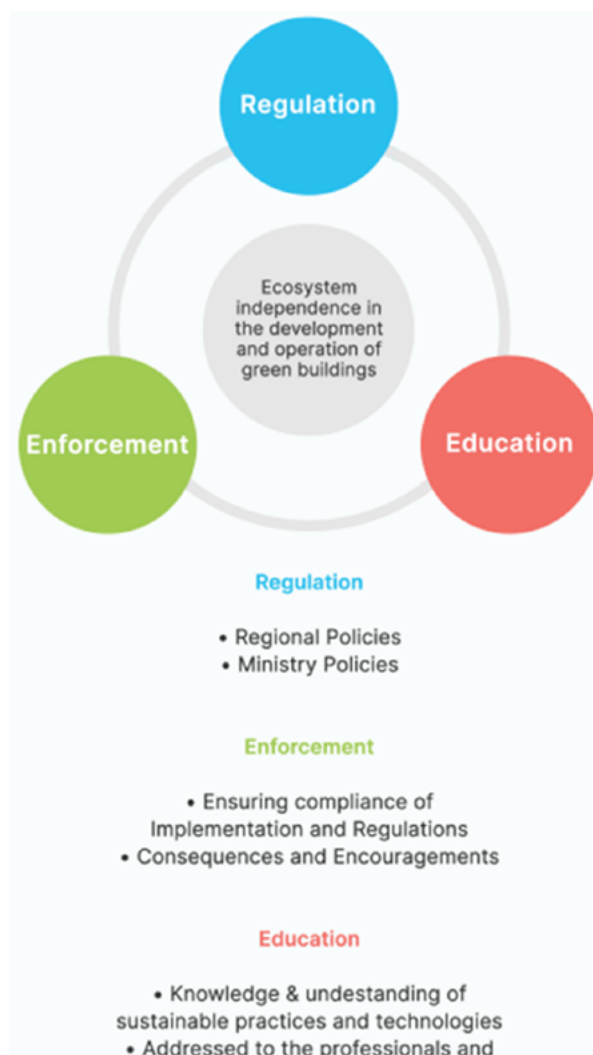 Regulation
Ecosystem
independence in
the development
and operation of
green buildings
Enforcement
Education
Regulation
• Regional Policies
• Ministry Policies
Enforcement
• Ensuring compliance of
Implementation and Regulations
• Consequences and Encouragements
Education
• Knowledge & undestanding of
sustainable practices and technologies
• Addressed to the professionals and